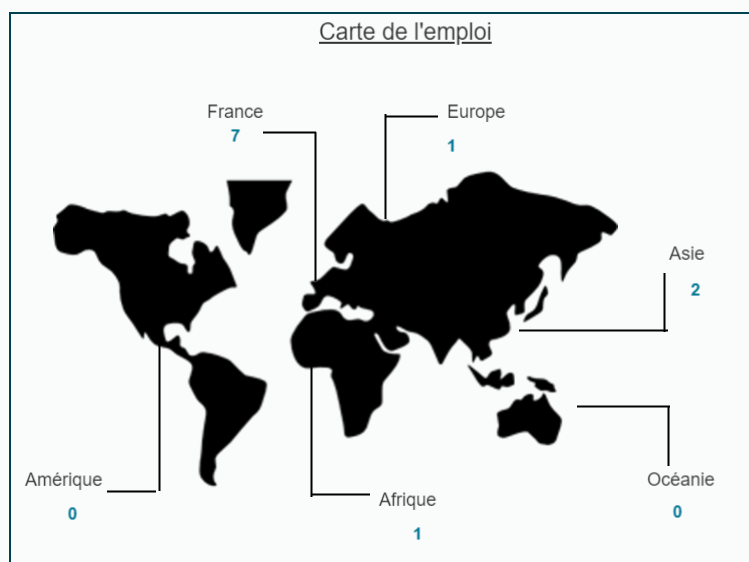 Carte de l'emploi
France
7
Europe
1
Asie
2
Amérique
0
Afrique
1
Océanie
0